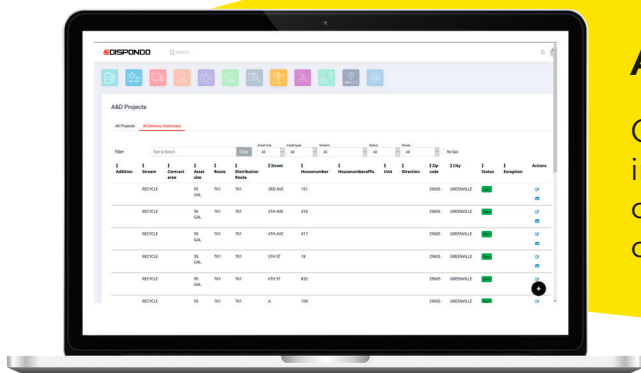 DISPONDO
Search
A&D Projects
All Projects All Delivery Addresses
Asset size Asset type Stream Status Route
Filter Type to Search Clear All All All All All No Gps
Addition Stream Contract area Asset size Route Distribution Route Street Housenumber Housenumberaffix Unit Direction Zip code City Status Exception Actions
RECYCLE 95 GAL TK1 TK1 3RD AVE 151 29605 GREENVILLE
RECYCLE 95 GAL TK1 TK1 4TH AVE 418 29605 GREENVILLE
RECYCLE 95 GAL TK1 TK1 4TH AVE 417 29605 GREENVILLE
RECYCLE 95 GAL TK1 TK1 5TH ST 18 29605 GREENVILLE
RECYCLE 95 GAL TK1 TK1 6TH ST 832 29605 GREENVILLE
RECYCLE 95 TK1 TK1 A 108 29605 GREENVILLE